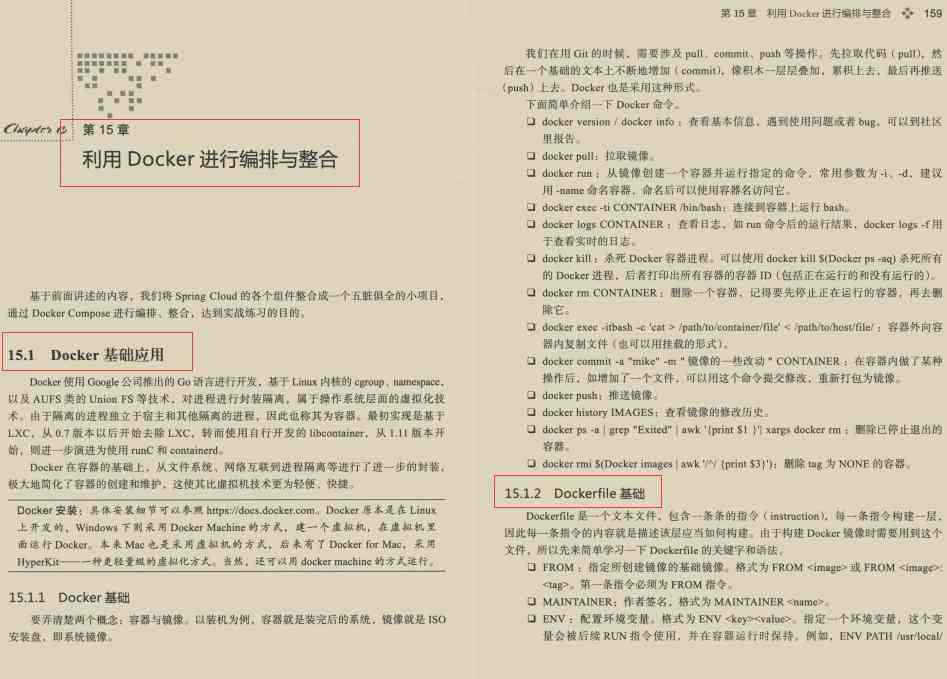 Chapter 15
第 15 章
利用 Docker 进行编排与整合
基于前面讲述的内容，我们将 Spring Cloud 的各个组件整合成一个五脏俱全的小项目，
通过 Docker Compose 进行编排、整合，达到实战练习的目的。
15.1 Docker 基础应用
Docker 使用 Google 公司推出的 Go 语言进行开发，基于 Linux 内核的 cgroup、namespace，
以及 AUFS 类的 Union FS 等技术，对进程进行封装隔离，属于操作系统层面的虚拟化技
术。由于隔离的进程独立于宿主和其他隔离的进程，因此也称其为容器。最初实现是基于
LXC，从 0.7 版本以后开始去除 LXC，转而使用自行开发的 libcontainer，从 1.11 版本开
始，则进一步演进为使用 runC 和 containerd。
Docker 在容器的基础上，从文件系统、网络互联到进程隔离等进行了进一步的封装，
极大地简化了容器的创建和维护，这使其比虚拟机技术更为轻便、快捷。
Docker 安装：具体安装细节可以参照 https://docs.docker.com。Docker 原本是在 Linux
上开发的，Windows 下则采用 Docker Machine 的方式，建一个虚拟机，在虚拟机里
面运行 Docker。本来 Mac 也是采用虚拟机的方式，后来有了 Docker for Mac，采用
HyperKit——一种更轻量级的虚拟化方式。当然，还可以用 docker machine 的方式运行。
15.1.1 Docker 基础
要弄清楚两个概念：容器与镜像。以装机为例，容器就是装完后的系统，镜像就是 ISO
安装盘，即系统镜像。
第 15 章 利用 Docker 进行编排与整合 ❖ 159
我们在用 Git 的时候，需要涉及 pull、commit、push 等操作。先拉取代码（pull），然
后在一个基础的文本上不断地增加（commit），像积木一层层叠加，累积上去，最后再推送
（push）上去。Docker 也是采用这种形式。
下面简单介绍一下 Docker 命令。
❑ docker version / docker info：查看基本信息，遇到使用问题或者 bug，可以到社区
里报告。
❑ docker pull：拉取镜像。
❑ docker run：从镜像创建一个容器并运行指定的命令，常用参数为 -i、-d，建议
用 -name 命名容器，命名后可以使用容器名访问它。
❑ docker exec -ti CONTAINER /bin/bash：连接到容器上运行 bash。
❑ docker logs CONTAINER：查看日志，如 run 命令后的运行结果，docker logs -f 用
于查看实时的日志。
❑ docker kill：杀死 Docker 容器进程。可以使用 docker kill $(Docker ps -aq) 杀死所有
的 Docker 进程，后者打印出所有容器的容器 ID（包括正在运行的和没有运行的）。
❑ docker rm CONTAINER：删除一个容器，记得要先停止正在运行的容器，再去删
除它。
❑ docker exec -itbash -c 'cat > /path/to/container/file' < /path/to/host/file/：容器外向容
器内复制文件（也可以用挂载的形式）。
❑ docker commit -a "mike" -m " 镜像的一些改动 " CONTAINER：在容器内做了某种
操作后，如增加了一个文件，可以用这个命令提交修改，重新打包为镜像。
❑ docker push：推送镜像。
❑ docker history IMAGES：查看镜像的修改历史。
❑ docker ps -a | grep "Exited" | awk '{print $1 }'| xargs docker rm：删除已停止退出的
容器。
❑ docker rmi $(Docker images | awk '/^/ {print $3}')：删除 tag 为 NONE 的容器。
15.1.2 Dockerfile 基础
Dockerfile 是一个文本文件，包含一条条的指令（instruction），每一条指令构建一层，
因此每一条指令的内容就是描述该层应当如何构建。由于构建 Docker 镜像时需要用到这个
文件，所以先来简单学习一下 Dockerfile 的关键字和语法。
❑ FROM：指定所创建镜像的基础镜像。格式为 FROM <image> 或 FROM <image>:
<tag>。第一条指令必须为 FROM 指令。
❑ MAINTAINER：作者签名，格式为 MAINTAINER <name>。
❑ ENV：配置环境变量。格式为 ENV <key><value>。指定一个环境变量，这个变
量会被后续 RUN 指令使用，并在容器运行时保持。例如，ENV PATH /usr/local/